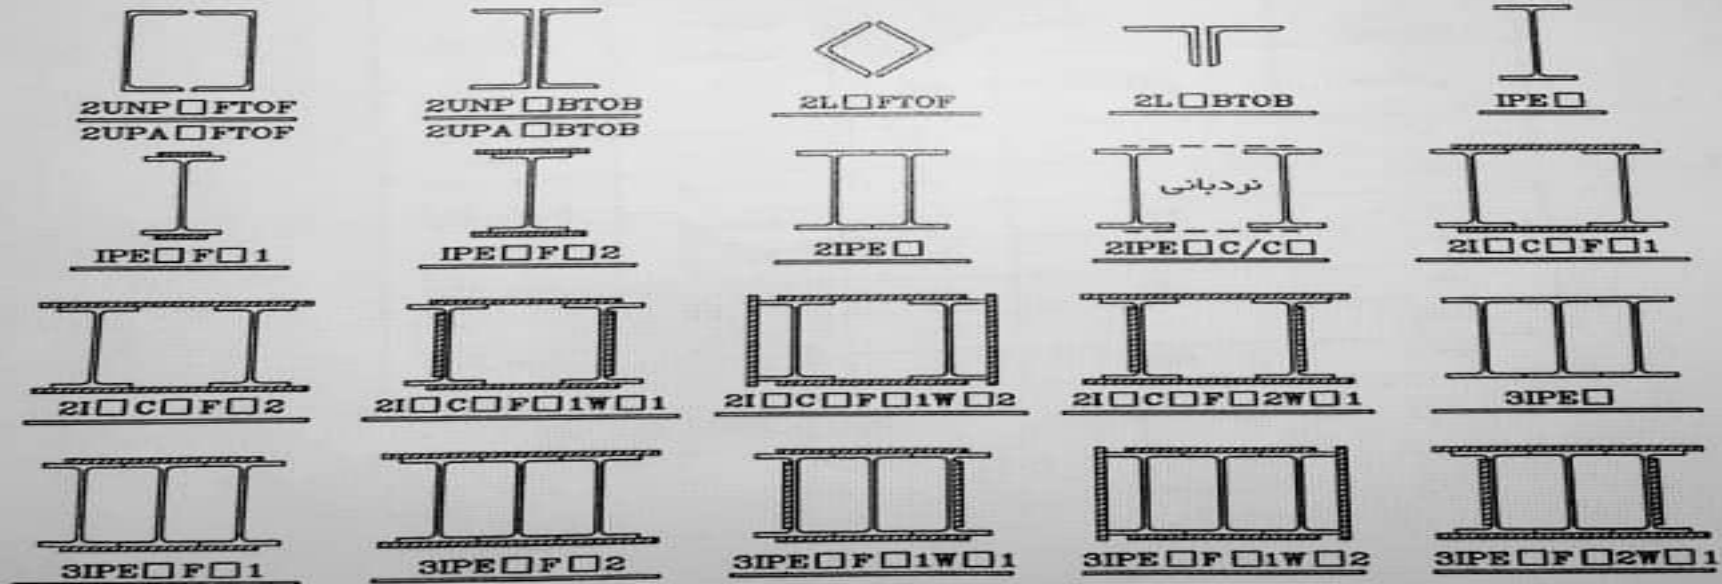 2UNP□FTOF
2UPA□FTOF
2UNP□BTOB
2UPA□BTOB
2L□FTOF
2L□BTOB
IPE□
IPE□F□1
IPE□F□2
2IPE□
نردبانی
2IPE□C/C□
2I□C□F□1
2I□C□F□2
2I□C□F□1W□1
2I□C□F□1W□2
2I□C□F□2W□1
3IPE□
3IPE□F□1
3IPE□F□2
3IPE□F□1W□1
3IPE□F□1W□2
3IPE□F□2W□1